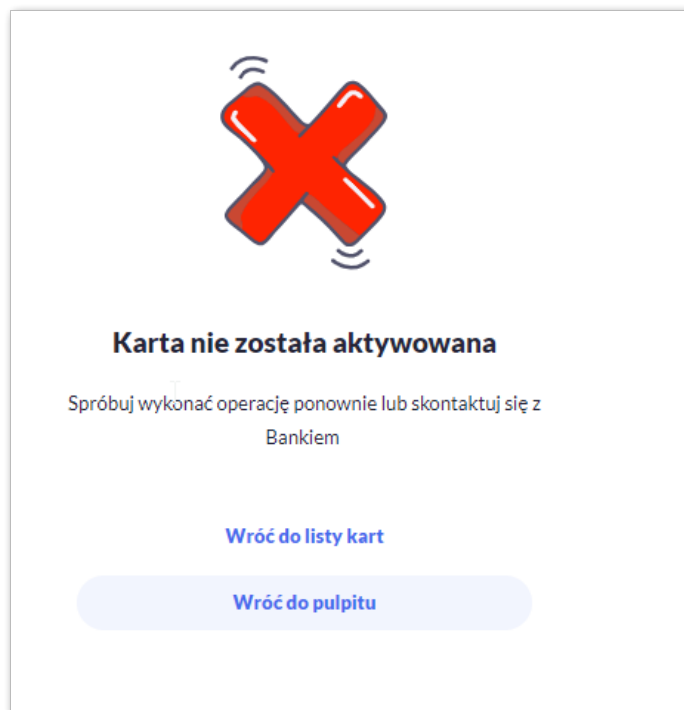 Karta nie została aktywowana
Spróbuj wykonać operację ponownie lub skontaktuj się z
Bankiem
Wróć do listy kart
Wróć do pulpitu